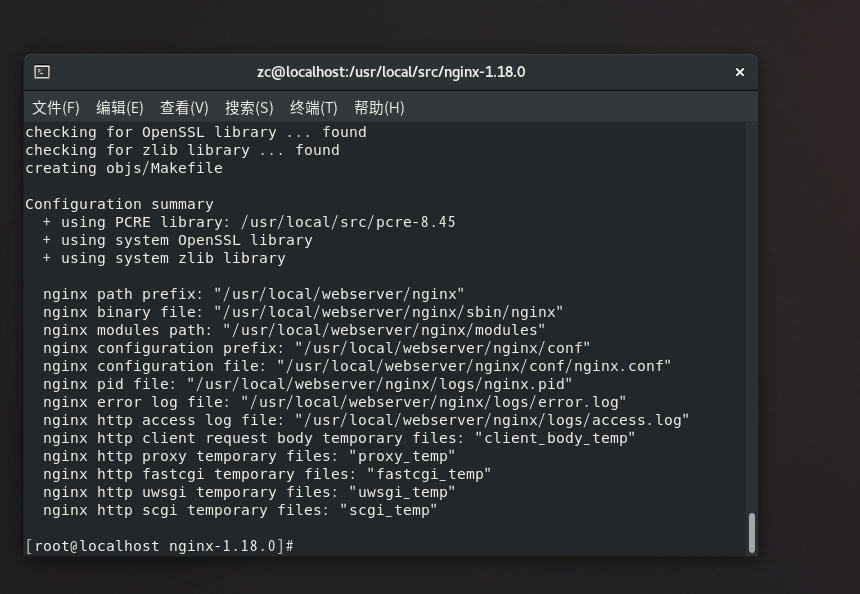 zc@localhost:/usr/local/src/nginx-1.18.0
文件(F) 编辑(E) 查看(V) 搜索(S) 终端(T) 帮助(H)
checking for OpenSSL library ... found
checking for zlib library ... found
creating objs/Makefile
Configuration summary
+ using PCRE library: /usr/local/src/pcre-8.45
+ using system OpenSSL library
+ using system zlib library
nginx path prefix: "/usr/local/webserver/nginx"
nginx binary file: "/usr/local/webserver/nginx/sbin/nginx"
nginx modules path: "/usr/local/webserver/nginx/modules"
nginx configuration prefix: "/usr/local/webserver/nginx/conf"
nginx configuration file: "/usr/local/webserver/nginx/conf/nginx.conf"
nginx pid file: "/usr/local/webserver/nginx/logs/nginx.pid"
nginx error log file: "/usr/local/webserver/nginx/logs/error.log"
nginx http access log file: "/usr/local/webserver/nginx/logs/access.log"
nginx http client request body temporary files: "client_body_temp"
nginx http proxy temporary files: "proxy_temp"
nginx http fastcgi temporary files: "fastcgi_temp"
nginx http uwsgi temporary files: "uwsgi_temp"
nginx http scgi temporary files: "scgi_temp"
[root@localhost nginx-1.18.0]#